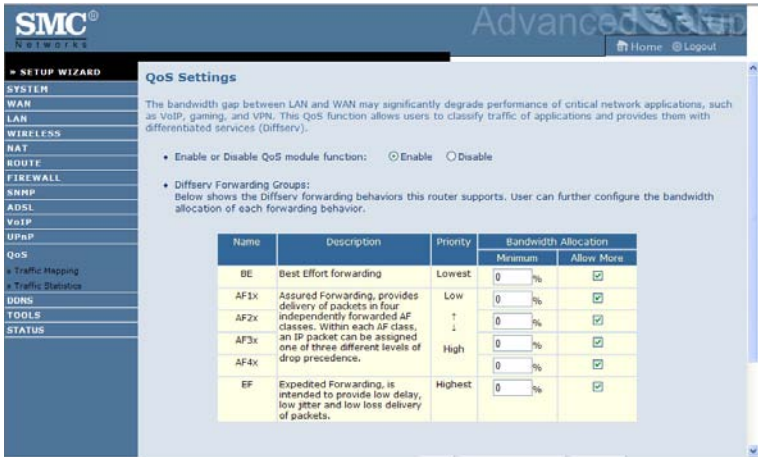 SMC®
Networks
Advanced Setup
Home Logout
» SETUP WIZARD
SYSTEM
WAN
LAN
WIRELESS
NAT
ROUTE
FIREWALL
SNMP
ADSL
VoIP
UPnP
QoS
» Traffic Mapping
» Traffic Statistics
DDNS
TOOLS
STATUS
QoS Settings
The bandwidth gap between LAN and WAN may significantly degrade performance of critical network applications, such
as VoIP, gaming, and VPN. This QoS function allows users to classify traffic of applications and provides them with
differentiated services (Diffserv).
• Enable or Disable QoS module function: Enable Disable
• Diffserv Forwarding Groups:
Below shows the Diffserv forwarding behaviors this router supports. User can further configure the bandwidth
allocation of each forwarding behavior.
Name Description Priority Bandwidth Allocation
Minimum Allow More
BE Best Effort forwarding Lowest 0 %
AF1x Assured Forwarding, provides Low 0 %
delivery of packets in four
AF2x independently forwarded AF ↑ 0 %
classes. Within each AF class, ↓
AF3x an IP packet can be assigned High 0 %
one of three different levels of
AF4x drop precedence. 0 %
EF Expedited Forwarding, is Highest 0 %
intended to provide low delay,
low jitter and low loss delivery
of packets.